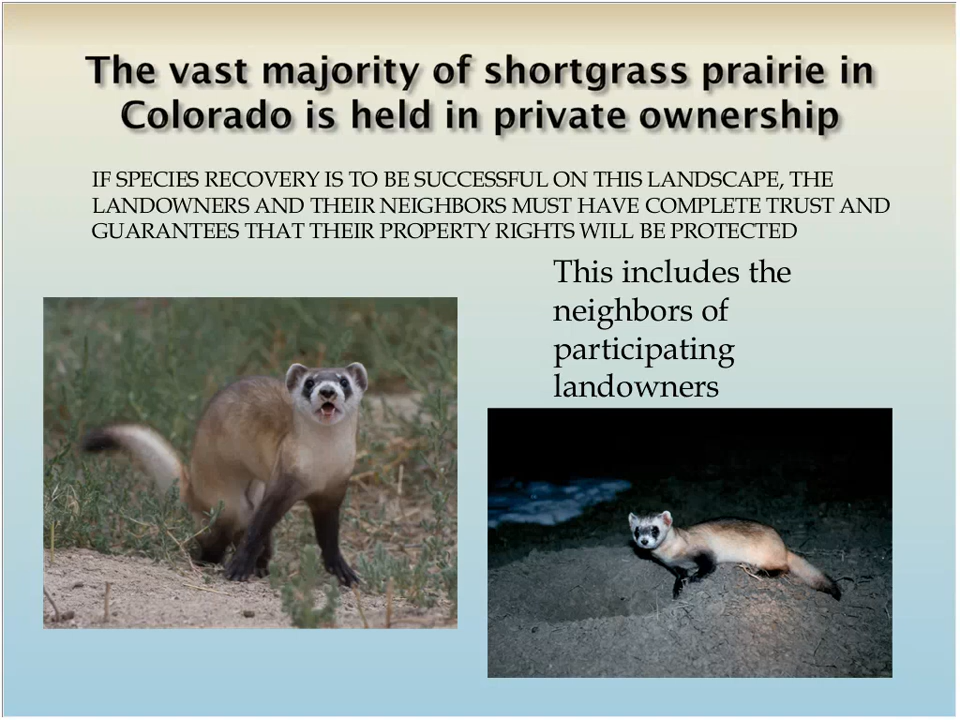 The vast majority of shortgrass prairie in
Colorado is held in private ownership
IF SPECIES RECOVERY IS TO BE SUCCESSFUL ON THIS LANDSCAPE, THE
LANDOWNERS AND THEIR NEIGHBORS MUST HAVE COMPLETE TRUST AND
GUARANTEES THAT THEIR PROPERTY RIGHTS WILL BE PROTECTED
This includes the
neighbors of
participating
landowners